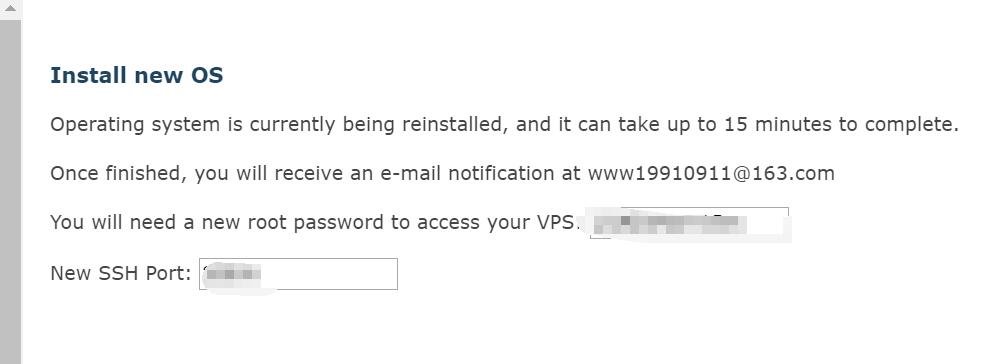 Install new OS
Operating system is currently being reinstalled, and it can take up to 15 minutes to complete.
Once finished, you will receive an e-mail notification at www19910911@163.com
You will need a new root password to access your VPS:
New SSH Port: